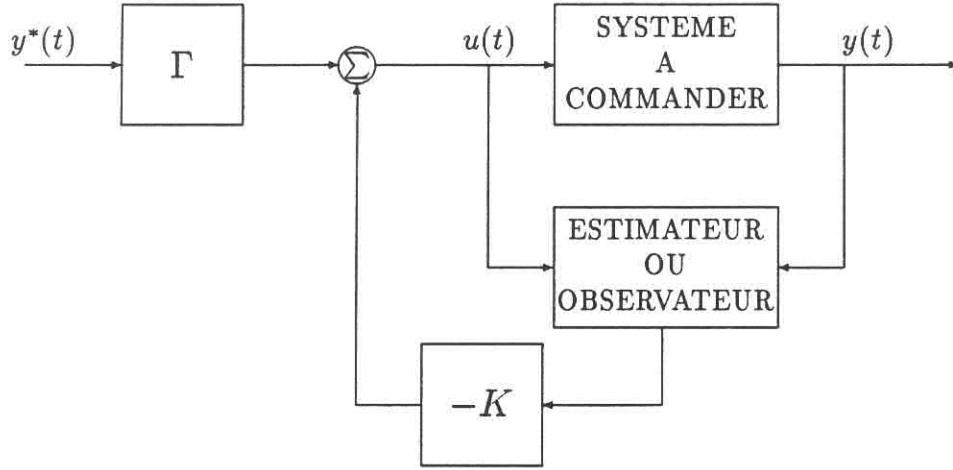 y*(t)
Γ
Σ
u(t)
SYSTEME
A
COMMANDER
y(t)
ESTIMATEUR
OU
OBSERVATEUR
−K